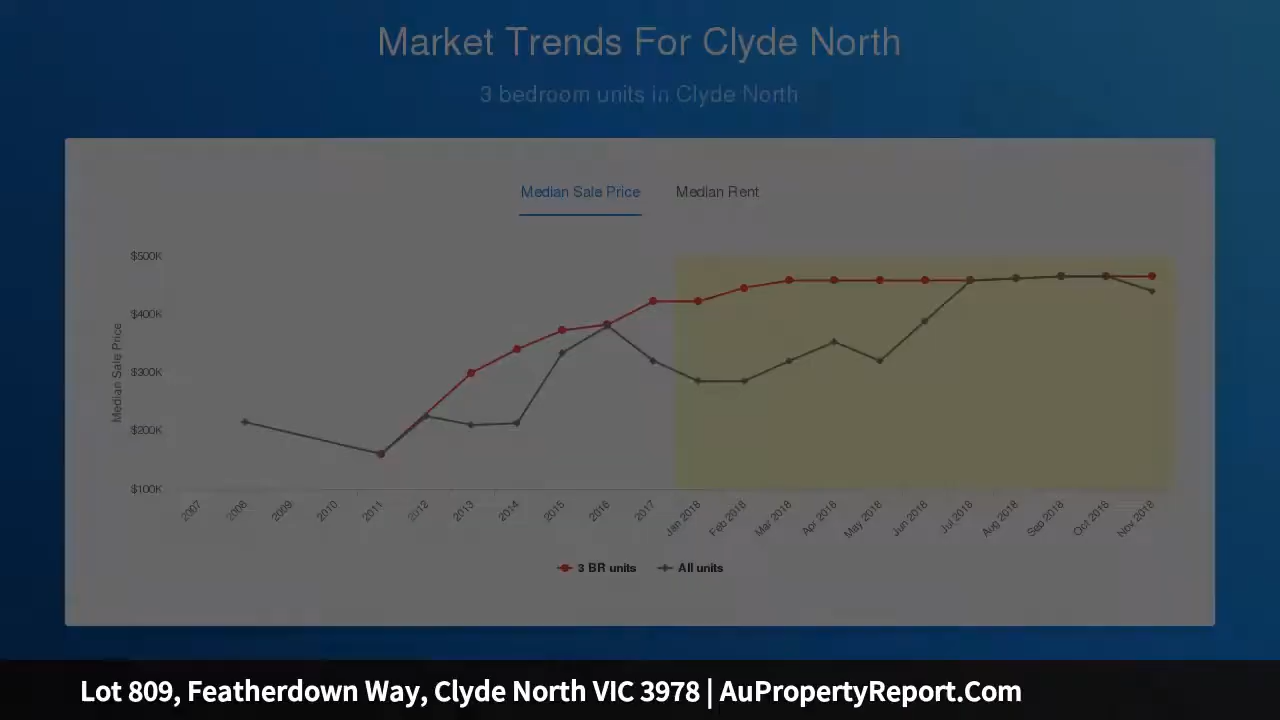 Market Trends For Clyde North
3 bedroom units in Clyde North
Median Sale Price Median Rent
$500K
$400K
$300K
$200K
$100K
Median Sale Price
2007 2008 2009 2010 2011 2012 2013 2014 2015 2016 2017 Jan 2018 Feb 2018 Mar 2018 Apr 2018 May 2018 Jun 2018 Jul 2018 Aug 2018 Sep 2018 Oct 2018 Nov 2018
3 BR units All units
Lot 809, Featherdown Way, Clyde North VIC 3978 | AuPropertyReport.Com